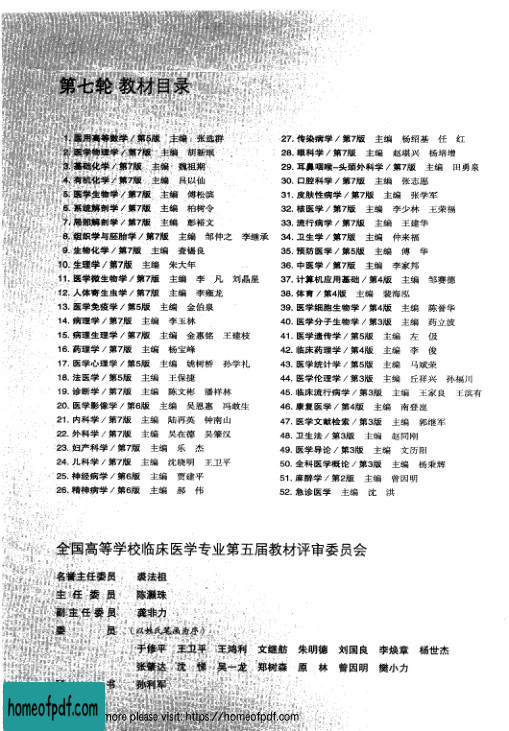 第七轮 教材目录
1. 医用高等数学／第5版 主编 张选群
2. 医学物理学／第7版 主编 胡新珉
3. 基础化学／第7版 主编 魏祖期
4. 有机化学／第7版 主编 吕以仙
5. 医学生物学／第7版 主编 傅松滨
6. 系统解剖学／第7版 主编 柏树令
7. 局部解剖学／第7版 主编 彭裕文
8. 组织学与胚胎学／第7版 主编 邹仲之 李继承
9. 生物化学／第7版 主编 查锡良
10. 生理学／第7版 主编 朱大年
11. 医学微生物学／第7版 主编 李 凡 刘晶星
12. 人体寄生虫学／第7版 主编 李雍龙
13. 医学免疫学／第5版 主编 金伯泉
14. 病理学／第7版 主编 李玉林
15. 病理生理学／第7版 主编 金惠铭 王建枝
16. 药理学／第7版 主编 杨宝峰
17. 医学心理学／第5版 主编 姚树桥 孙学礼
18. 法医学／第5版 主编 王保捷
19. 诊断学／第7版 主编 陈文彬 潘祥林
20. 医学影像学／第6版 主编 吴恩惠 冯敢生
21. 内科学／第7版 主编 陆再英 钟南山
22. 外科学／第7版 主编 吴在德 吴肇汉
23. 妇产科学／第7版 主编 乐 杰
24. 儿科学／第7版 主编 沈晓明 王卫平
25. 神经病学／第6版 主编 贾建平
26. 精神病学／第6版 主编 郝 伟
27. 传染病学／第7版 主编 杨绍基 任 红
28. 眼科学／第7版 主编 赵堪兴 杨培增
29. 耳鼻咽喉-头颈外科学／第7版 主编 田勇泉
30. 口腔科学／第7版 主编 张志愿
31. 皮肤性病学／第7版 主编 张学军
32. 核医学／第7版 主编 李少林 王荣福
33. 流行病学／第7版 主编 王建华
34. 卫生学／第7版 主编 仲来福
35. 预防医学／第5版 主编 傅 华
36. 中医学／第7版 主编 李家邦
37. 计算机应用基础／第4版 主编 邹赛德
38. 体育／第4版 主编 裴海泓
39. 医学细胞生物学／第4版 主编 陈誉华
40. 医学分子生物学／第3版 主编 药立波
41. 医学遗传学／第5版 主编 左 伋
42. 临床药理学／第4版 主编 李 俊
43. 医学统计学／第5版 主编 马斌荣
44. 医学伦理学／第3版 主编 丘祥兴 孙福川
45. 临床流行病学／第3版 主编 王家良 王滨有
46. 康复医学／第4版 主编 南登崑
47. 医学文献检索／第3版 主编 郭继军
48. 卫生法／第3版 主编 赵同刚
49. 医学导论／第3版 主编 文历阳
50. 全科医学概论／第3版 主编 杨秉辉
51. 麻醉学／第2版 主编 曾因明
52. 急诊医学 主编 沈 洪
全国高等学校临床医学专业第五届教材评审委员会
名誉主任委员 裘法祖
主 任 委 员 陈灏珠
副主任委员 龚非力
委 员 （以姓氏笔画为序）
于修平 王卫平 王鸿利 文继舫 朱明德 刘国良 李焕章 杨世杰
张肇达 沈 悌 吴一龙 郑树森 原 林 曾因明 樊小力
书 孙利军
homeofpdf.com
more please visit: https://homeofpdf.com